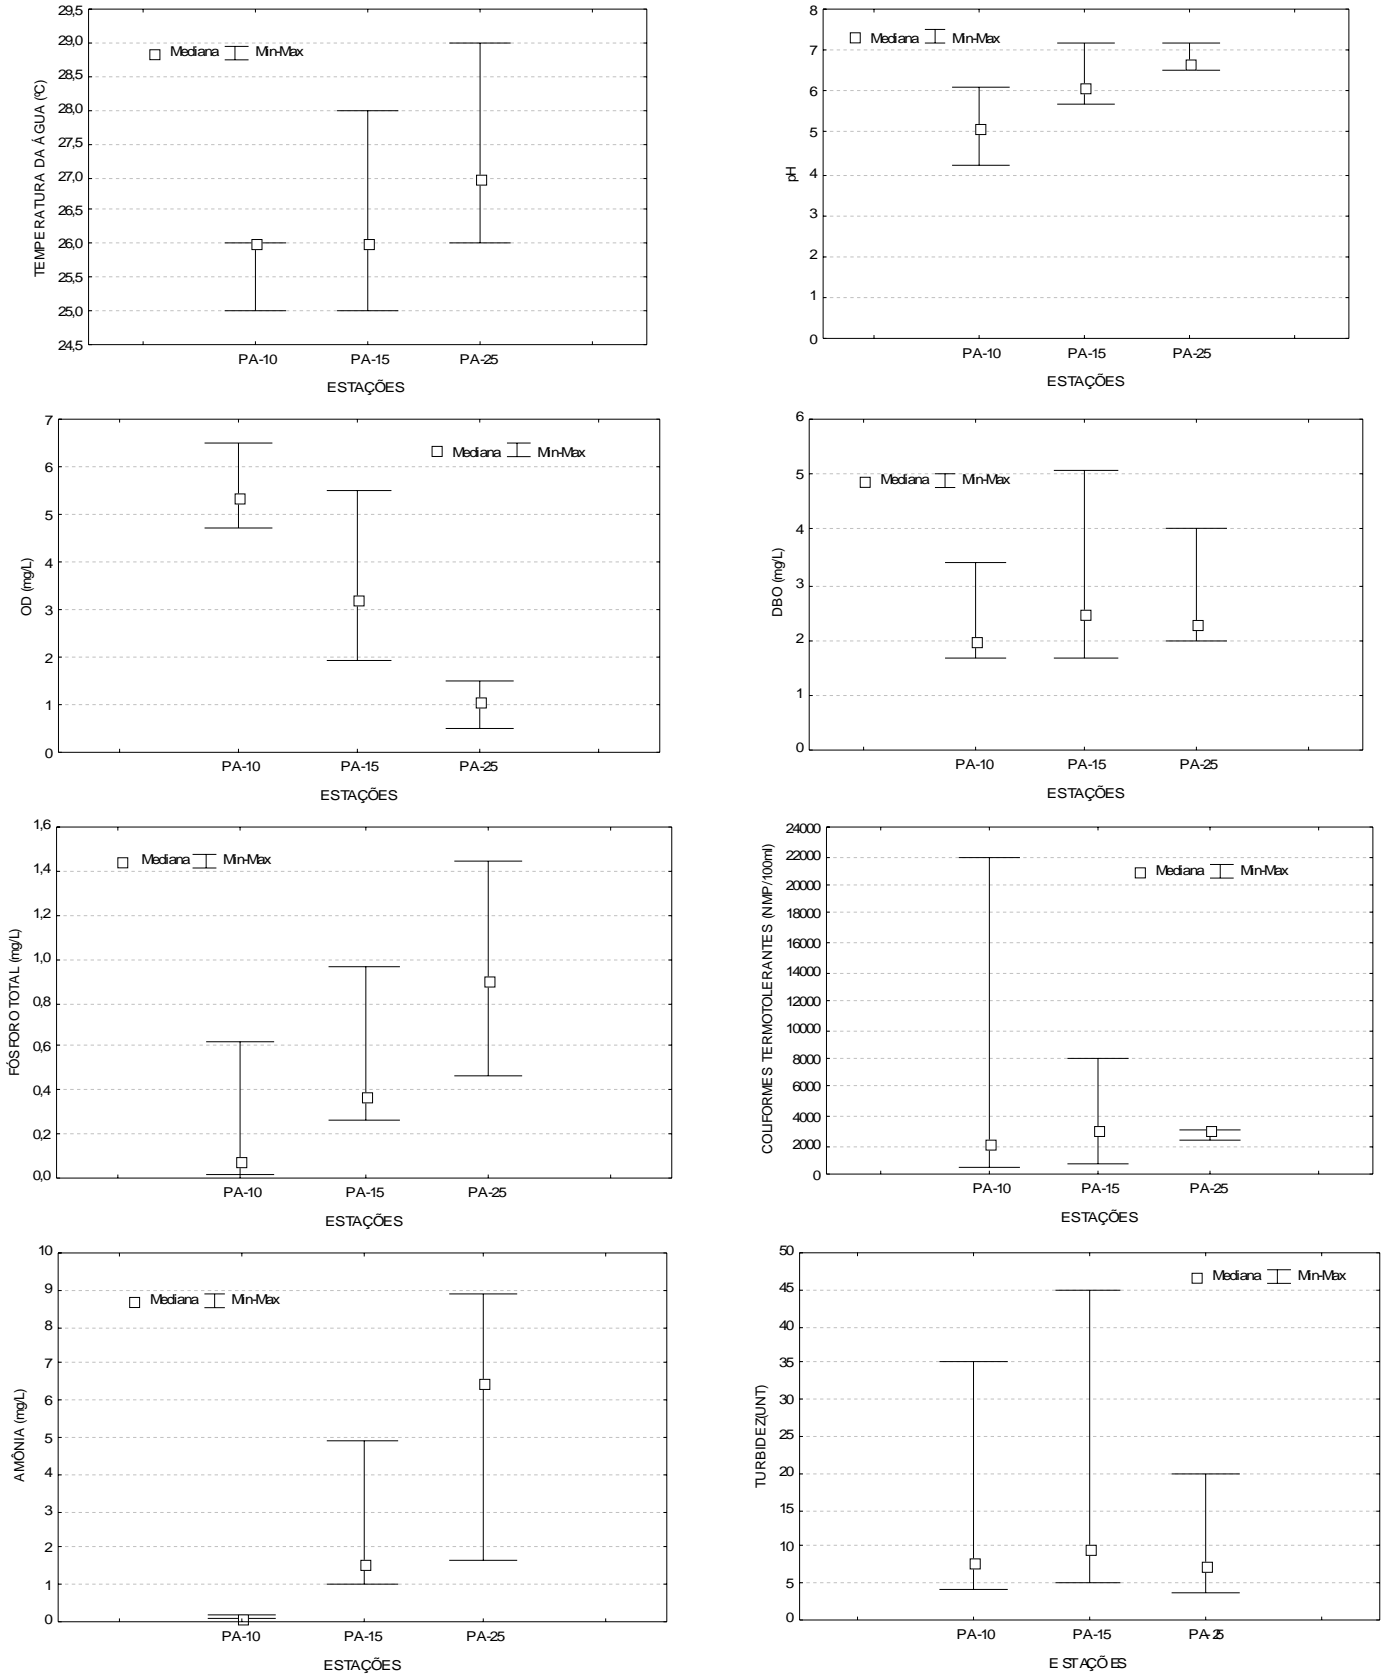 TEMPERATURA DA ÁGUA (ºC)
29,5
29,0
28,5
28,0
27,5
27,0
26,5
26,0
25,5
25,0
24,5
Mediana Min-Max
PA-10 PA-15 PA-25
ESTAÇÕES
pH
8
7
6
5
4
3
2
1
0
Mediana Min-Max
PA-10 PA-15 PA-25
ESTAÇÕES
OD (mg/L)
7
6
5
4
3
2
1
0
Mediana Min-Max
PA-10 PA-15 PA-25
ESTAÇÕES
DBO (mg/L)
6
5
4
3
2
1
0
Mediana Min-Max
PA-10 PA-15 PA-25
ESTAÇÕES
FÓSFORO TOTAL (mg/L)
1,6
1,4
1,2
1,0
0,8
0,6
0,4
0,2
0,0
Mediana Min-Max
PA-10 PA-15 PA-25
ESTAÇÕES
COLIFORMES TERMOTOLERANTES (NMP/100ml)
24000
22000
20000
18000
16000
14000
12000
10000
8000
6000
4000
2000
0
Mediana Min-Max
PA-10 PA-15 PA-25
ESTAÇÕES
AMÔNIA (mg/L)
10
9
8
7
6
5
4
3
2
1
0
Mediana Min-Max
PA-10 PA-15 PA-25
ESTAÇÕES
TURBIDEZ(UNT)
50
45
40
35
30
25
20
15
10
5
0
Mediana Min-Max
PA-10 PA-15 PA-25
ESTAÇÕES